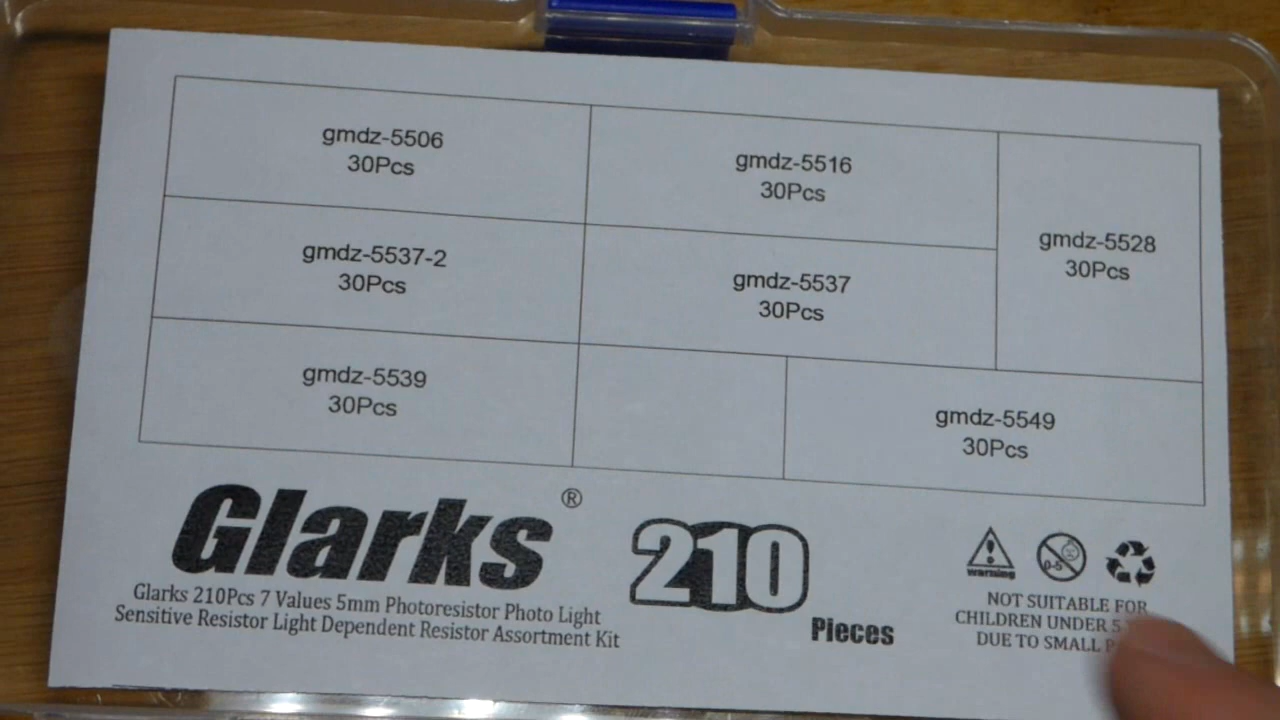 gmdz-5506
30Pcs
gmdz-5516
30Pcs
gmdz-5528
30Pcs
gmdz-5537-2
30Pcs
gmdz-5537
30Pcs
gmdz-5539
30Pcs
gmdz-5549
30Pcs
Glarks®
210
Pieces
Glarks 210Pcs 7 Values 5mm Photoresistor Photo Light
Sensitive Resistor Light Dependent Resistor Assortment Kit
warning
0-5
NOT SUITABLE FOR
CHILDREN UNDER 5
DUE TO SMALL